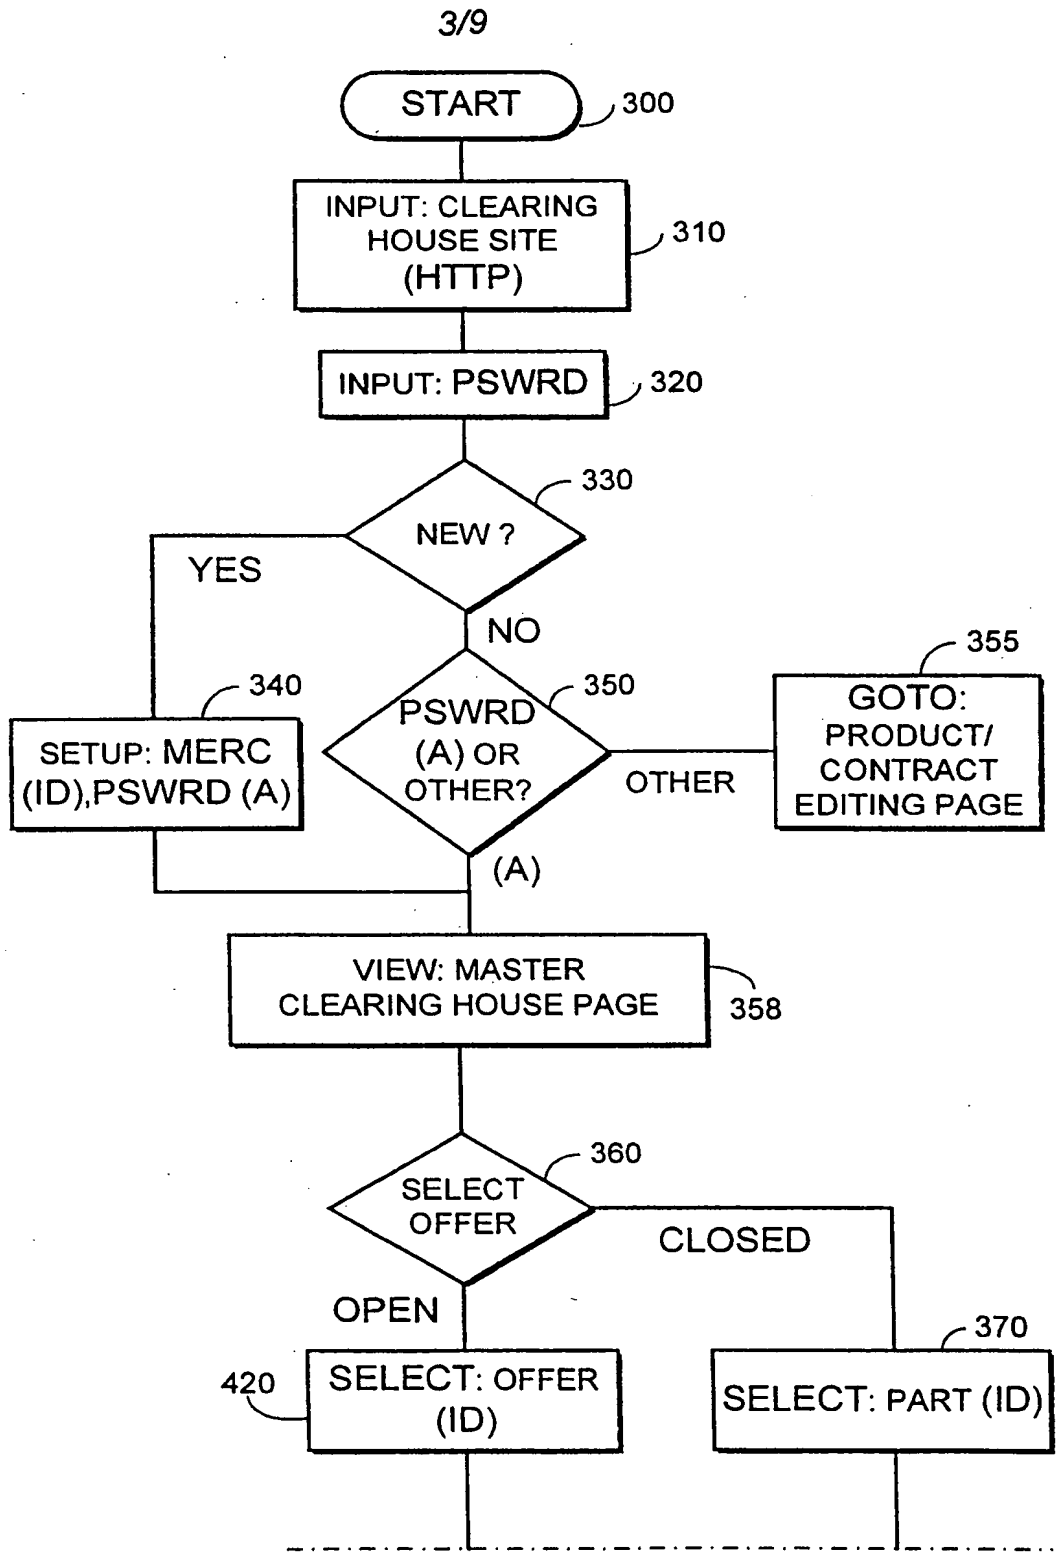 3/9
START
300
INPUT: CLEARING
HOUSE SITE
(HTTP)
310
INPUT: PSWRD
320
330
NEW ?
YES
NO
340
SETUP: MERC
(ID),PSWRD (A)
350
PSWRD
(A) OR
OTHER?
OTHER
355
GOTO:
PRODUCT/
CONTRACT
EDITING PAGE
(A)
VIEW: MASTER
CLEARING HOUSE PAGE
358
360
SELECT
OFFER
CLOSED
OPEN
420
SELECT: OFFER
(ID)
370
SELECT: PART (ID)